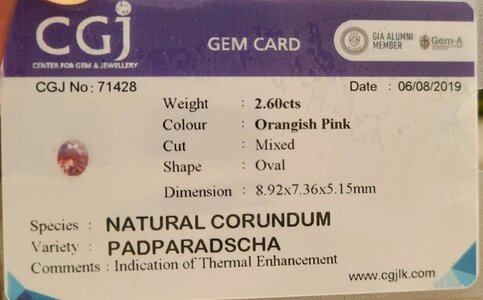 CGJ
CENTER FOR GEM & JEWELLERY
GEM CARD
GIA ALUMNI
MEMBER
Gem-A
CGJ No: 71428
Date : 06/08/2019
Weight : 2.60cts
Colour : Orangish Pink
Cut : Mixed
Shape : Oval
Dimension : 8.92x7.36x5.15mm
Species : NATURAL CORUNDUM
Variety : PADPARADSCHA
Comments : Indication of Thermal Enhancement
www.cgjlk.com